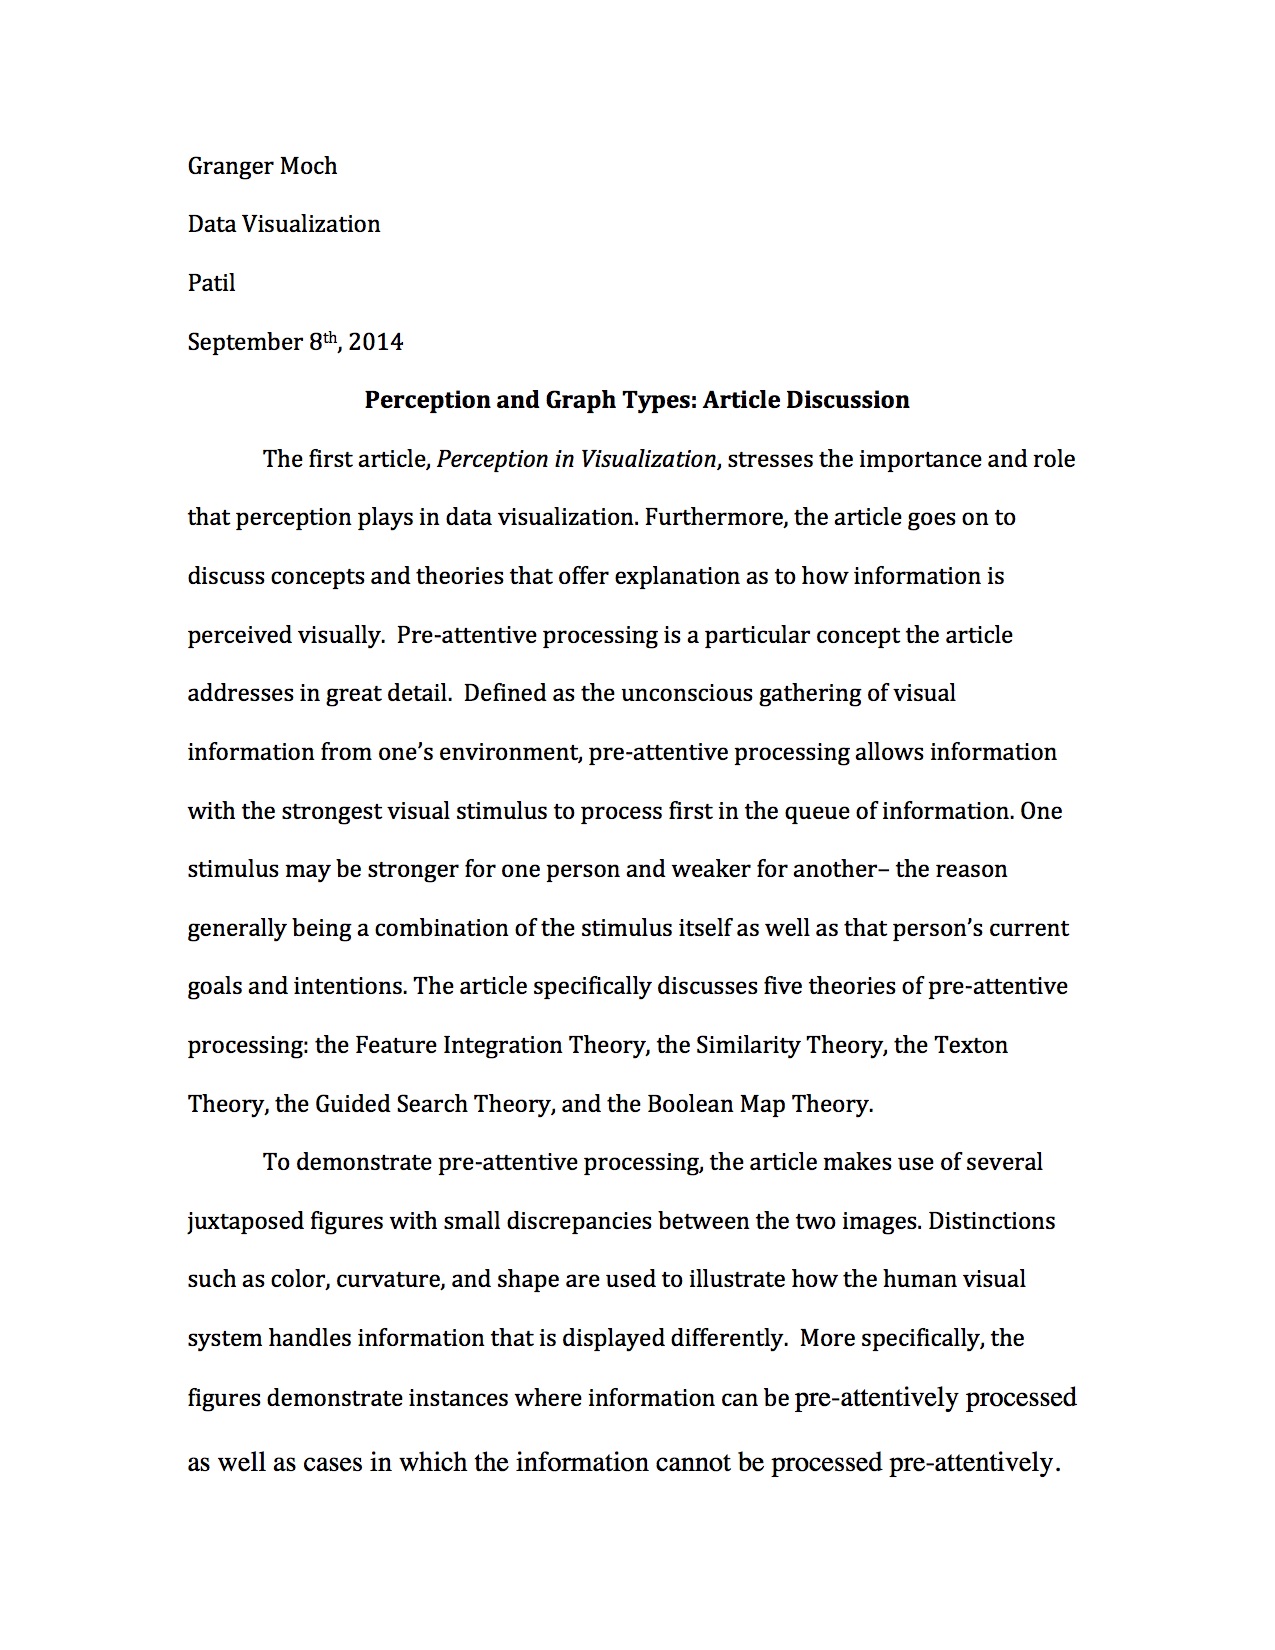 Granger Moch
Data Visualization
Patil
September 8th, 2014
Perception and Graph Types: Article Discussion
The first article, Perception in Visualization, stresses the importance and role
that perception plays in data visualization. Furthermore, the article goes on to
discuss concepts and theories that offer explanation as to how information is
perceived visually.  Pre-attentive processing is a particular concept the article
addresses in great detail.  Defined as the unconscious gathering of visual
information from one’s environment, pre-attentive processing allows information
with the strongest visual stimulus to process first in the queue of information. One
stimulus may be stronger for one person and weaker for another– the reason
generally being a combination of the stimulus itself as well as that person’s current
goals and intentions. The article specifically discusses five theories of pre-attentive
processing: the Feature Integration Theory, the Similarity Theory, the Texton
Theory, the Guided Search Theory, and the Boolean Map Theory.
To demonstrate pre-attentive processing, the article makes use of several
juxtaposed figures with small discrepancies between the two images. Distinctions
such as color, curvature, and shape are used to illustrate how the human visual
system handles information that is displayed differently.  More specifically, the
figures demonstrate instances where information can be pre-attentively processed
as well as cases in which the information cannot be processed pre-attentively.